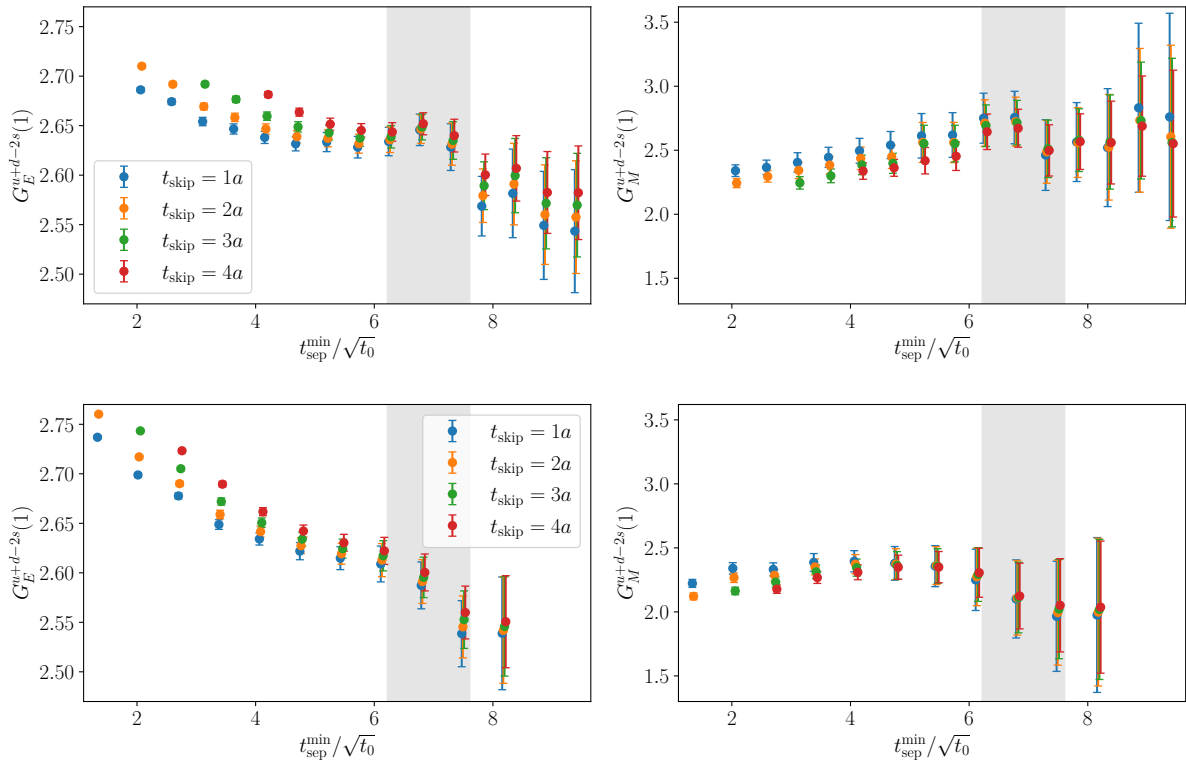 2.75
2.70
2.65
2.60
2.55
2.50
G_E^{u+d-2s}(1)
t_skip = 1a
t_skip = 2a
t_skip = 3a
t_skip = 4a
2 4 6 8
t_sep^min/√t_0
3.5
3.0
2.5
2.0
1.5
G_M^{u+d-2s}(1)
2 4 6 8
t_sep^min/√t_0
2.75
2.70
2.65
2.60
2.55
2.50
G_E^{u+d-2s}(1)
t_skip = 1a
t_skip = 2a
t_skip = 3a
t_skip = 4a
2 4 6 8
t_sep^min/√t_0
3.5
3.0
2.5
2.0
1.5
G_M^{u+d-2s}(1)
2 4 6 8
t_sep^min/√t_0